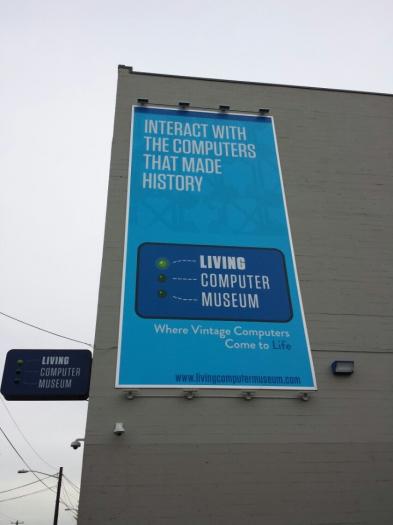 INTERACT WITH
THE COMPUTERS
THAT MADE
HISTORY
LIVING
COMPUTER
MUSEUM
Where Vintage Computers
Come to Life
www.livingcomputermuseum.com
LIVING
COMPUTER
MUSEUM